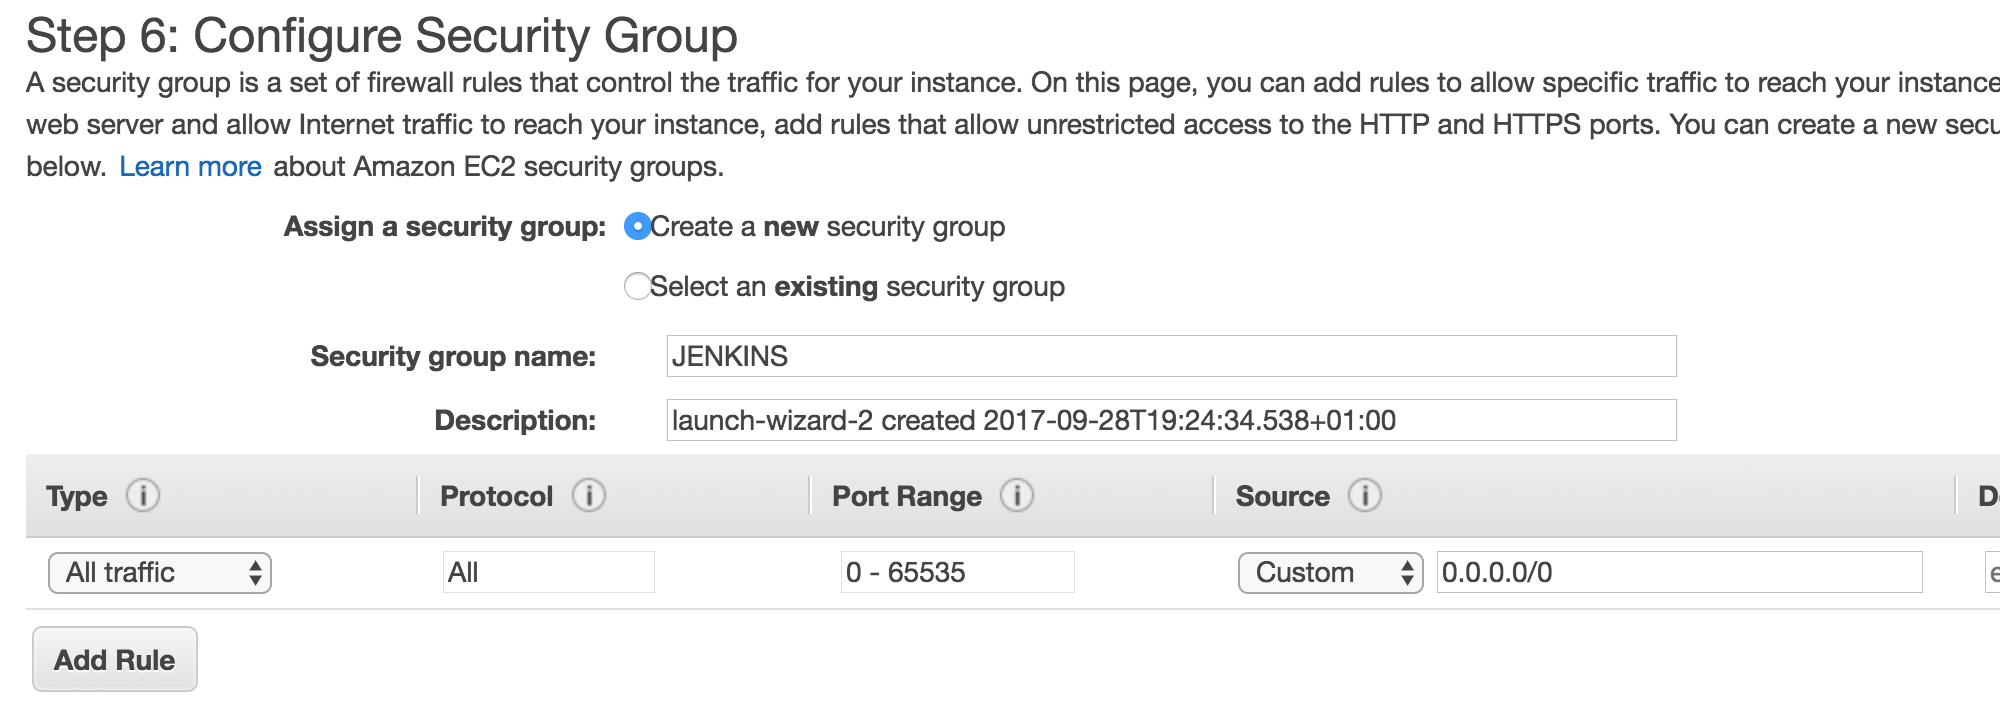 Step 6: Configure Security Group
A security group is a set of firewall rules that control the traffic for your instance. On this page, you can add rules to allow specific traffic to reach your instance
web server and allow Internet traffic to reach your instance, add rules that allow unrestricted access to the HTTP and HTTPS ports. You can create a new secu
below. Learn more about Amazon EC2 security groups.
Assign a security group: Create a new security group
Select an existing security group
Security group name: JENKINS
Description: launch-wizard-2 created 2017-09-28T19:24:34.538+01:00
Type i Protocol i Port Range i Source i D
All traffic All 0 - 65535 Custom 0.0.0.0/0 e
Add Rule